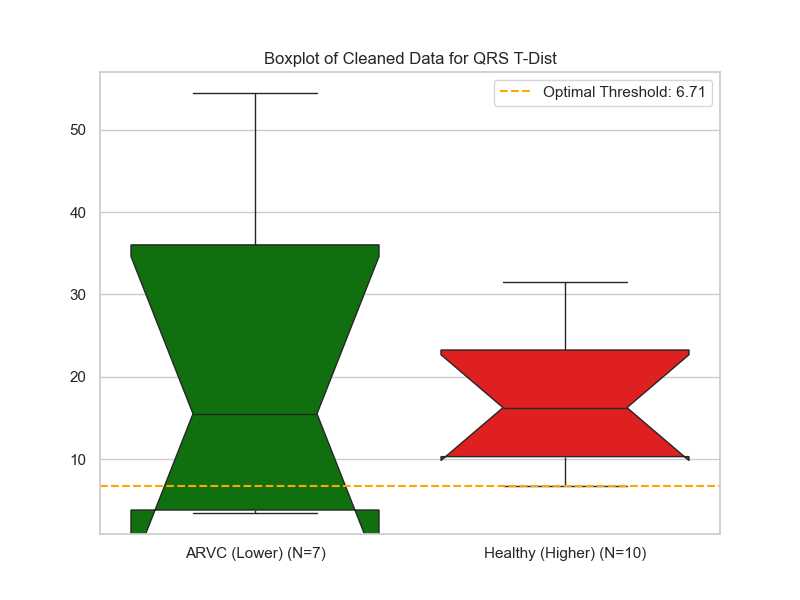 Boxplot of Cleaned Data for QRS T-Dist
Optimal Threshold: 6.71
50
40
30
20
10
ARVC (Lower) (N=7)
Healthy (Higher) (N=10)